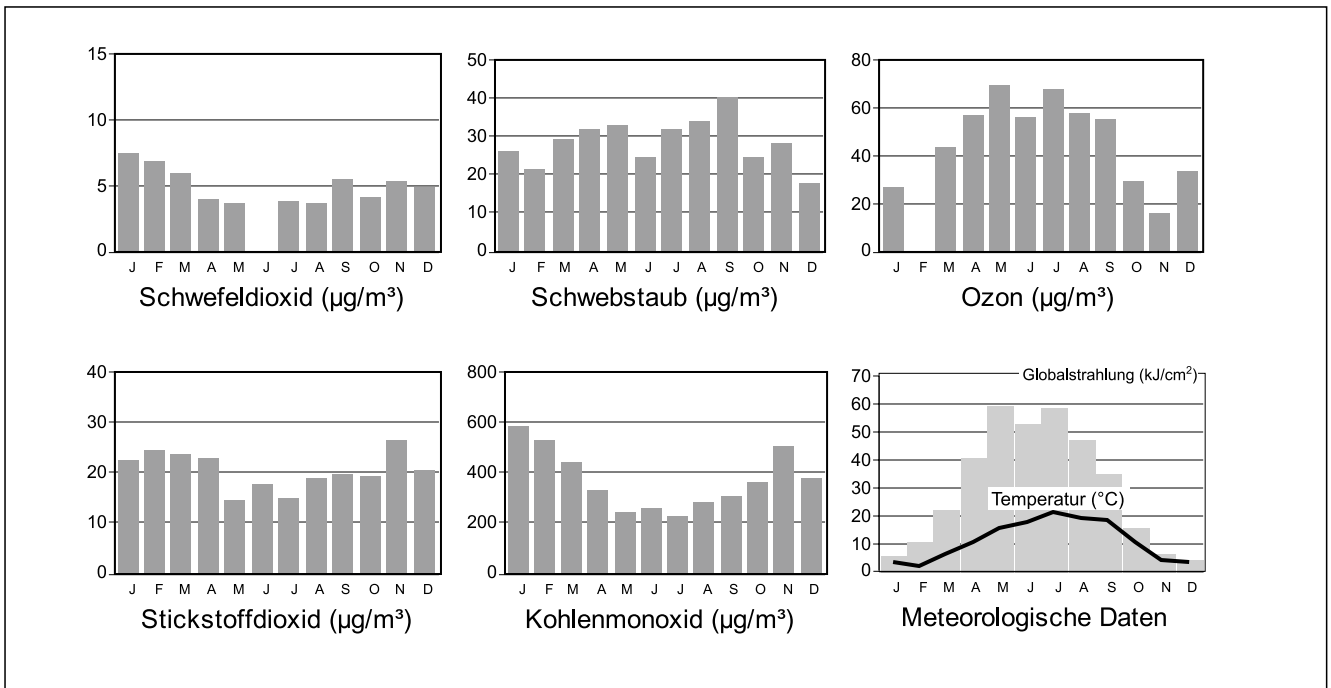 15
10
5
0
J F M A M J J A S O N D
Schwefeldioxid (µg/m³)
50
40
30
20
10
0
J F M A M J J A S O N D
Schwebstaub (µg/m³)
80
60
40
20
0
J F M A M J J A S O N D
Ozon (µg/m³)
40
30
20
10
0
J F M A M J J A S O N D
Stickstoffdioxid (µg/m³)
800
600
400
200
0
J F M A M J J A S O N D
Kohlenmonoxid (µg/m³)
Globalstrahlung (kJ/cm²)
70
60
50
40
30
20
10
0
Temperatur (°C)
J F M A M J J A S O N D
Meteorologische Daten